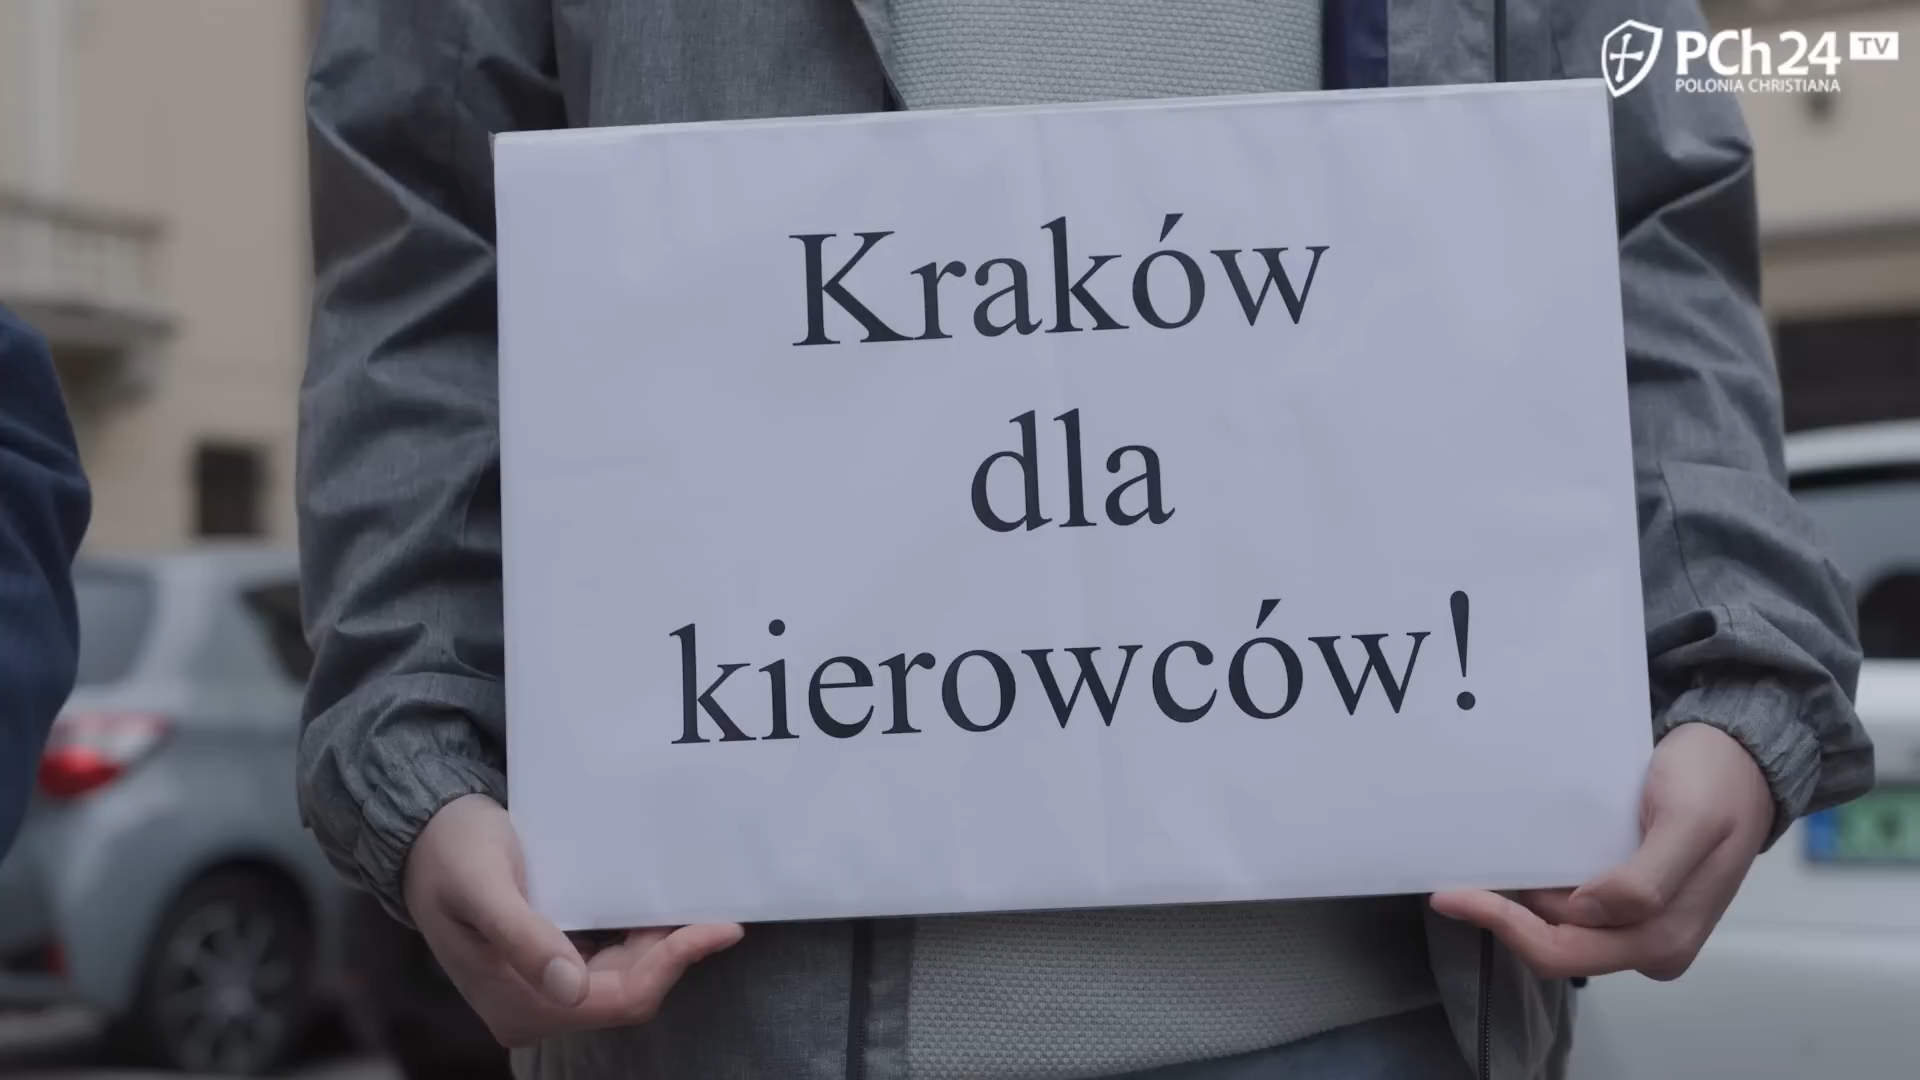 PCh24 TV
POLONIA CHRISTIANA
Kraków
dla
kierowców!